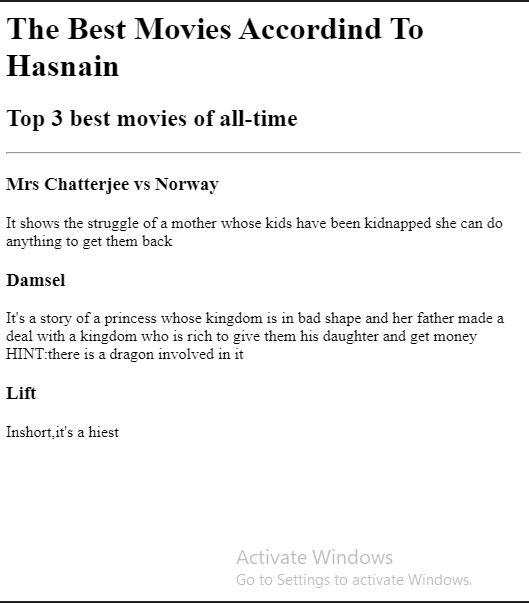 The Best Movies Accordind To
Hasnain
Top 3 best movies of all-time
Mrs Chatterjee vs Norway
It shows the struggle of a mother whose kids have been kidnapped she can do
anything to get them back
Damsel
It's a story of a princess whose kingdom is in bad shape and her father made a
deal with a kingdom who is rich to give them his daughter and get money
HINT:there is a dragon involved in it
Lift
Inshort,it's a hiest
Activate Windows
Go to Settings to activate Windows.